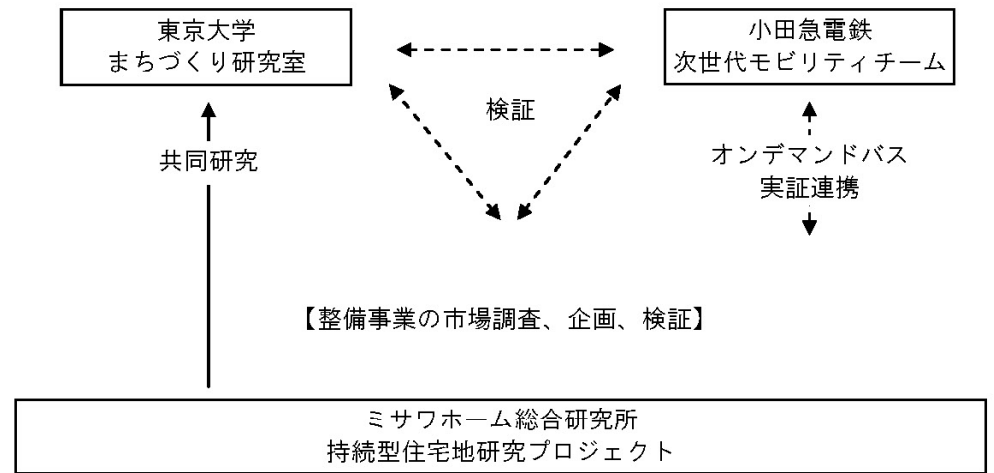 東京大学
まちづくり研究室
小田急電鉄
次世代モビリティチーム
検証
共同研究
オンデマンドバス
実証連携
【整備事業の市場調査、企画、検証】
ミサワホーム総合研究所
持続型住宅地研究プロジェクト